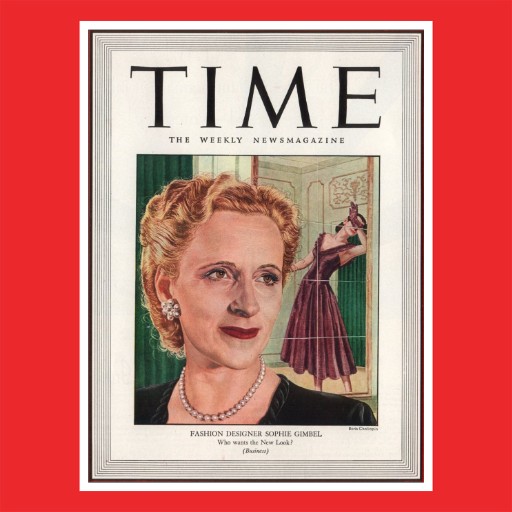 TIME
THE WEEKLY NEWSMAGAZINE
FASHION DESIGNER SOPHIE GIMBEL
Who wants the New Look?
(Business)